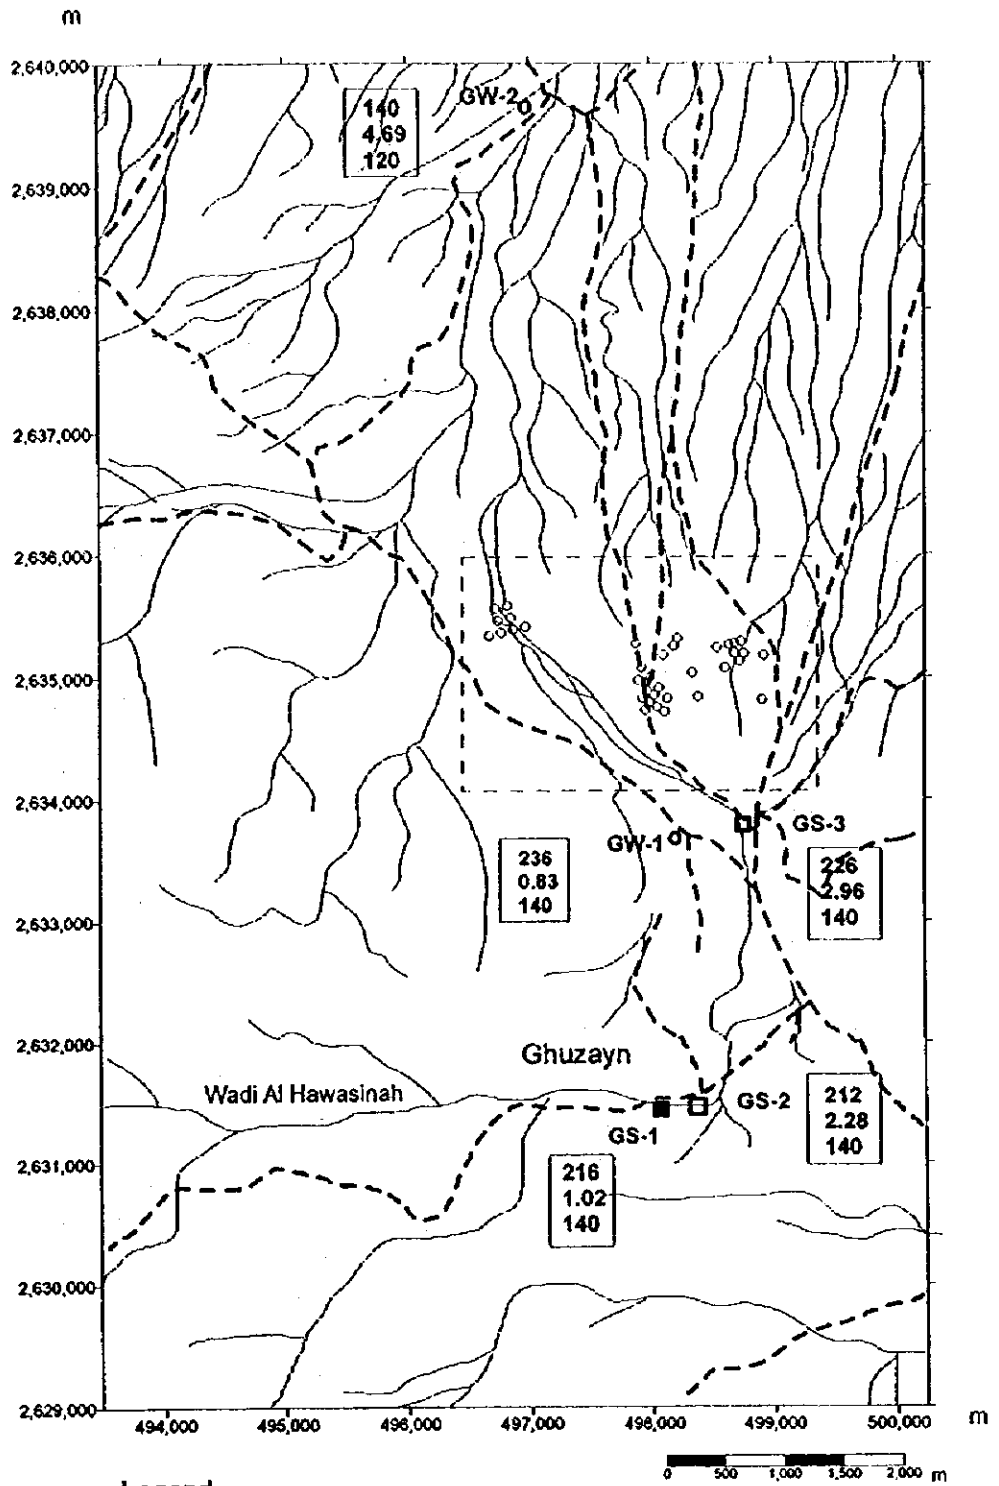 m
2,640,000
GW-2
140
4.69
120
2,639,000
2,638,000
2,637,000
2,636,000
2,635,000
2,634,000
GS-3
GW-1
236
0.83
140
226
2.96
140
2,633,000
2,632,000
Ghuzayn
Wadi Al Hawasinah
GS-2
212
2.28
140
GS-1
2,631,000
216
1.02
140
2,630,000
2,629,000
494,000 495,000 496,000 497,000 498,000 499,000 500,000 m
0 500 1,000 1,500 2,000 m
Legend